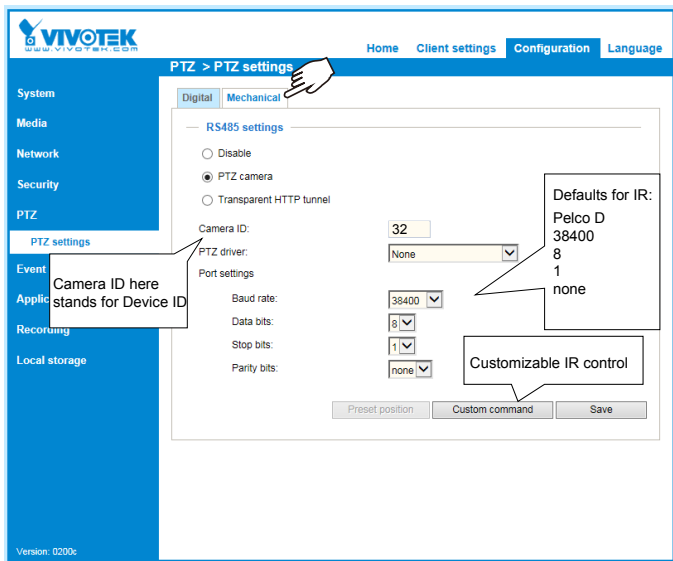 VIVOTEK
WWW.VIVOTEK.COM
Home Client settings Configuration Language
PTZ > PTZ settings
System
Media
Network
Security
PTZ
PTZ settings
Event
Applic
Recording
Local storage
Version: 0200c
Digital Mechanical
RS485 settings
Disable
PTZ camera
Transparent HTTP tunnel
Camera ID: 32
PTZ driver: None
Port settings
Baud rate: 38400
Data bits: 8
Stop bits: 1
Parity bits: none
Preset position Custom command Save
Camera ID here
stands for Device ID
Defaults for IR:
Pelco D
38400
8
1
none
Customizable IR control